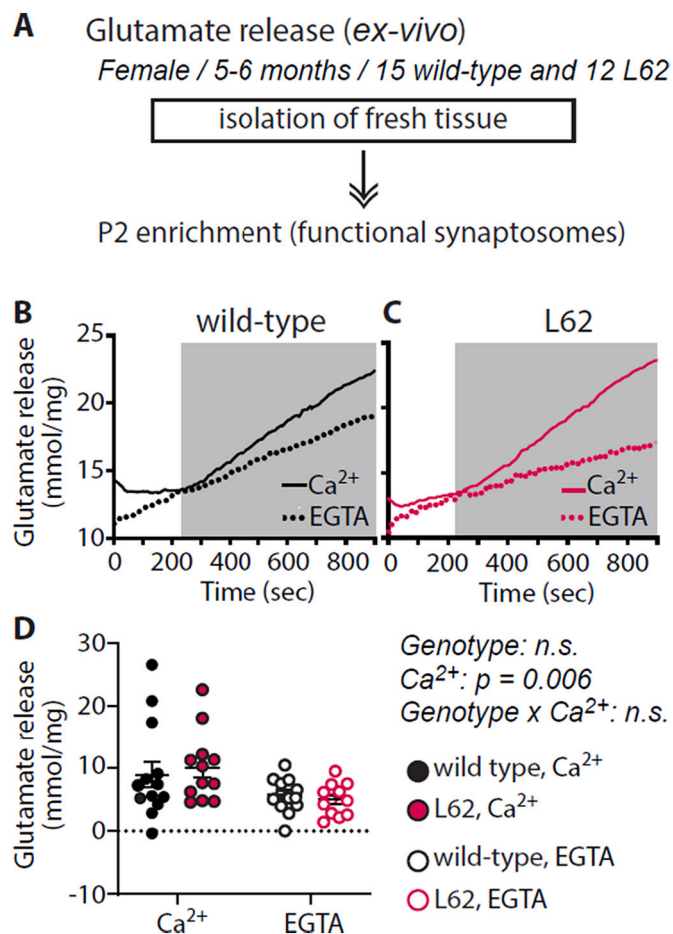 A
Glutamate release (ex-vivo)
Female / 5-6 months / 15 wild-type and 12 L62
isolation of fresh tissue
P2 enrichment (functional synaptosomes)
B
wild-type
C
L62
Glutamate release
(mmol/mg)
25
20
15
10
Ca²⁺
EGTA
Ca²⁺
EGTA
0
200
400
600
800
0
200
400
600
800
Time (sec)
Time (sec)
D
Glutamate release
(mmol/mg)
30
20
10
0
-10
Ca²⁺
EGTA
Genotype: n.s.
Ca²⁺: p = 0.006
Genotype x Ca²⁺: n.s.
wild type, Ca²⁺
L62, Ca²⁺
wild-type, EGTA
L62, EGTA